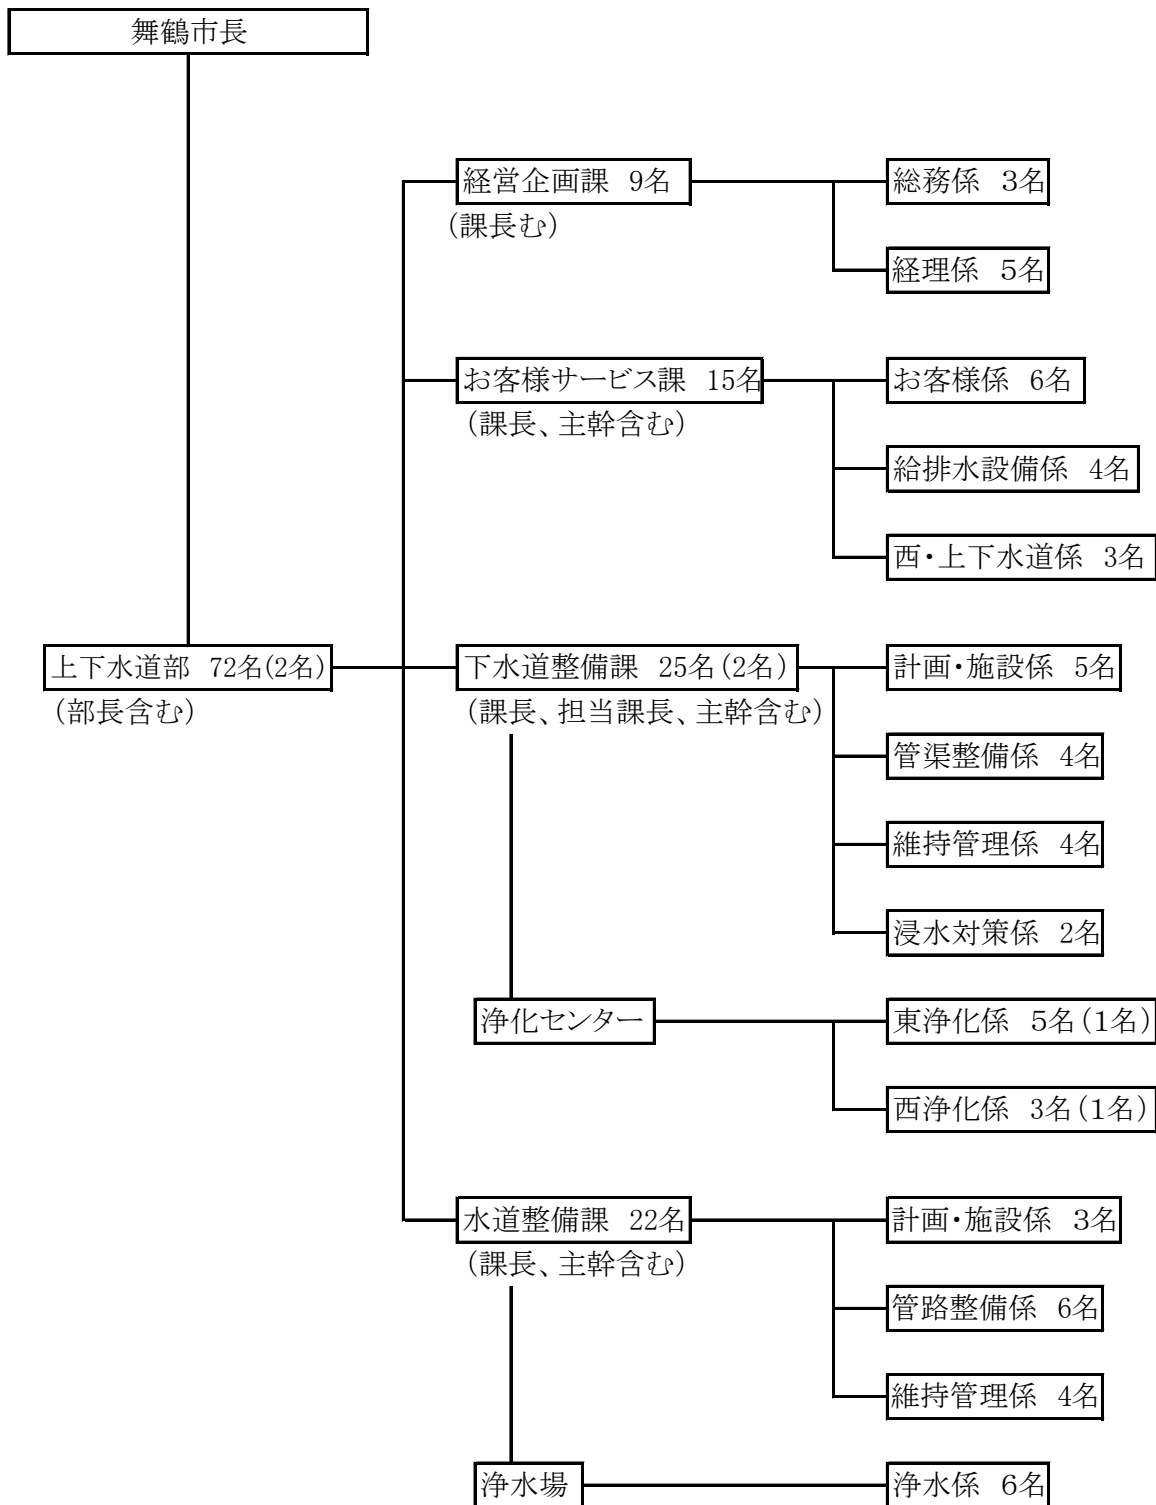 舞鶴市長
経営企画課 9名
(課長む)
総務係 3名
経理係 5名
お客様サービス課 15名
(課長、主幹含む)
お客様係 6名
給排水設備係 4名
西・上下水道係 3名
上下水道部 72名(2名)
(部長含む)
下水道整備課 25名(2名)
(課長、担当課長、主幹含む)
計画・施設係 5名
管渠整備係 4名
維持管理係 4名
浸水対策係 2名
浄化センター
東浄化係 5名(1名)
西浄化係 3名(1名)
水道整備課 22名
(課長、主幹含む)
計画・施設係 3名
管路整備係 6名
維持管理係 4名
浄水場
浄水係 6名